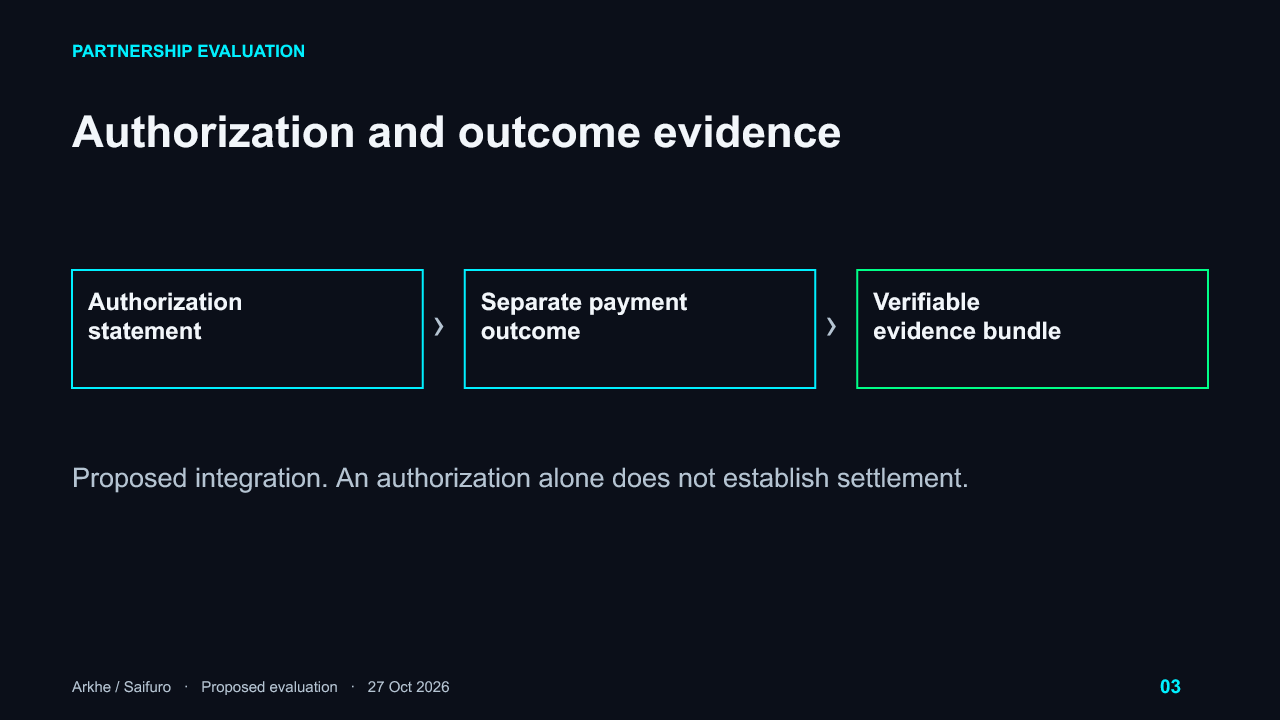 PARTNERSHIP EVALUATION
Authorization and outcome evidence
Authorization
statement
›
Separate payment
outcome
›
Verifiable
evidence bundle
Proposed integration. An authorization alone does not establish settlement.
Arkhe / Saifuro · Proposed evaluation · 27 Oct 2026
03